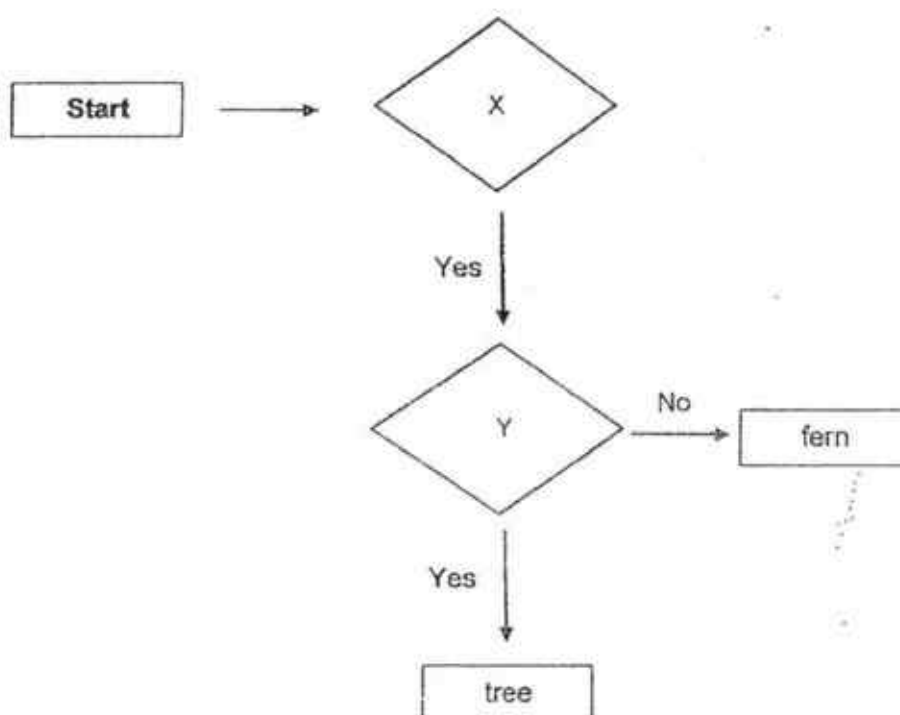 Start
X
Yes
Y
No
fern
Yes
tree